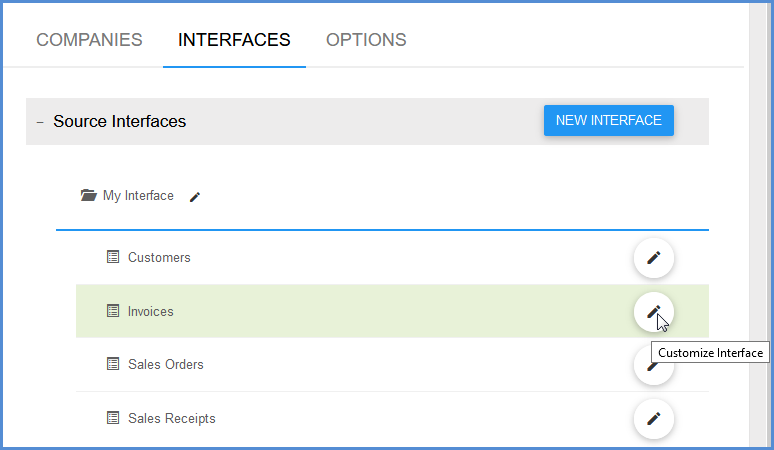 COMPANIES INTERFACES OPTIONS
− Source Interfaces NEW INTERFACE
My Interface
Customers
Invoices
Customize Interface
Sales Orders
Sales Receipts